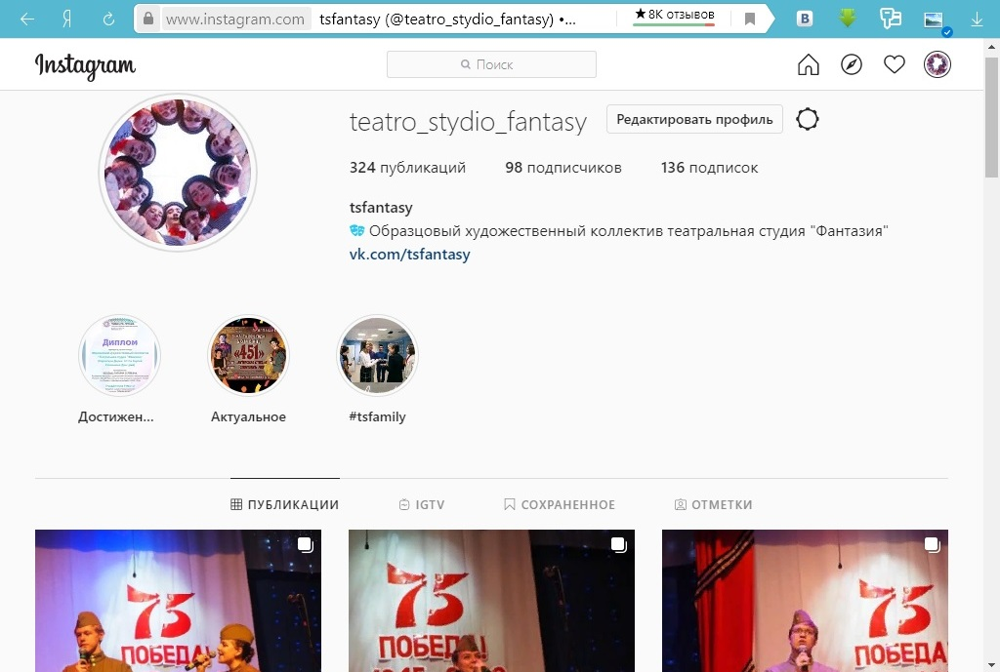 www.instagram.com tsfantasy (@teatro_stydio_fantasy) •... ★8K отзывов
Instagram
Поиск
teatro_stydio_fantasy Редактировать профиль
324 публикаций 98 подписчиков 136 подписок
tsfantasy
🎭 Образцовый художественный коллектив театральная студия "Фантазия"
vk.com/tsfantasy
Диплом
«451»
Достижен... Актуальное #tsfamily
ПУБЛИКАЦИИ IGTV СОХРАНЕННОЕ ОТМЕТКИ
75 75 75
ПОБЕДА! ПОБЕДА! ПОБЕДА